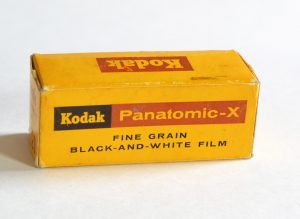 Kodak
Kodak Panatomic-X
FINE GRAIN
BLACK-AND-WHITE FILM